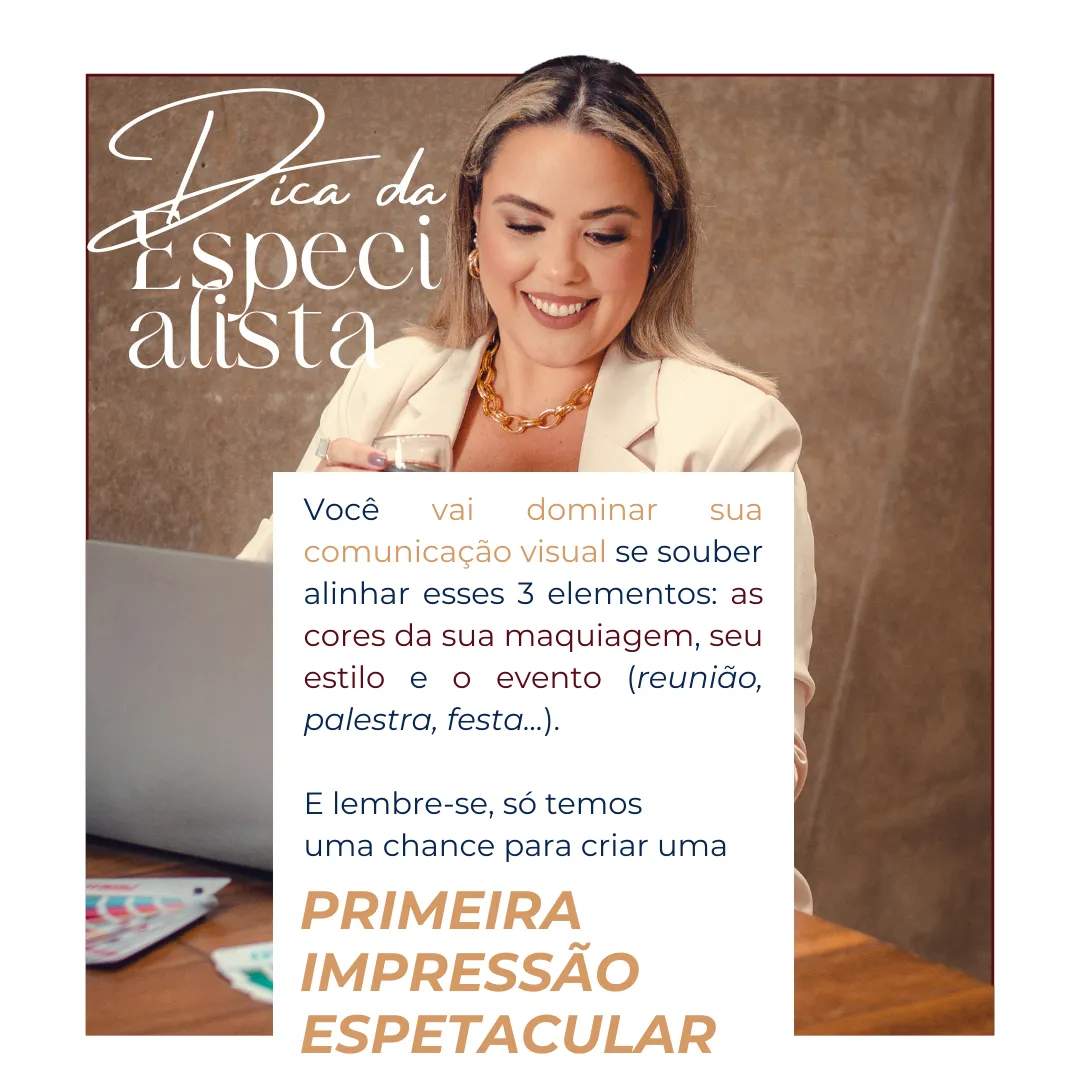 Dica da
Especi
alista
Você vai dominar sua
comunicação visual se souber
alinhar esses 3 elementos: as
cores da sua maquiagem, seu
estilo e o evento (reunião,
palestra, festa...).
E lembre-se, só temos
uma chance para criar uma
PRIMEIRA
IMPRESSÃO
ESPETACULAR